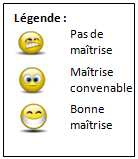 Légende :
Pas de
maîtrise
Maîtrise
convenable
Bonne
maîtrise